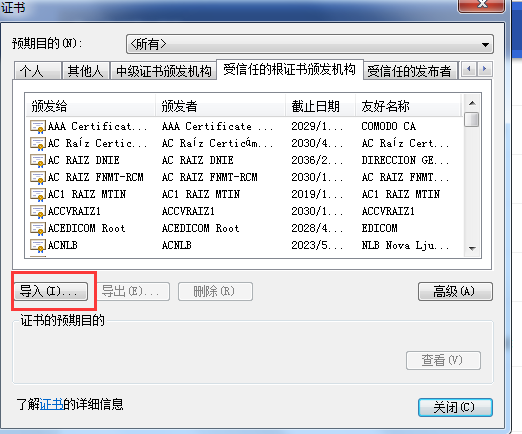 证书
预期目的(N): <所有>
个人 其他人 中级证书颁发机构 受信任的根证书颁发机构 受信任的发布者
颁发给 颁发者 截止日期 友好名称
AAA Certificat... AAA Certificate ... 2029/1... COMODO CA
AC Raíz Certic... AC Raíz Certicám... 2030/4... AC Raíz Cert...
AC RAIZ DNIE AC RAIZ DNIE 2036/2... DIRECCION GE...
AC RAIZ FNMT-RCM AC RAIZ FNMT-RCM 2030/1... AC RAIZ FNMT...
AC1 RAIZ MTIN AC1 RAIZ MTIN 2019/1... AC1 RAIZ MTIN
ACCVRAIZ1 ACCVRAIZ1 2030/1... ACCVRAIZ1
ACEDICOM Root ACEDICOM Root 2028/4... EDICOM
ACNLB ACNLB 2023/5... NLB Nova Lju...
导入(I)... 导出(E)... 删除(R) 高级(A)
证书的预期目的
查看(V)
了解证书的详细信息
关闭(C)